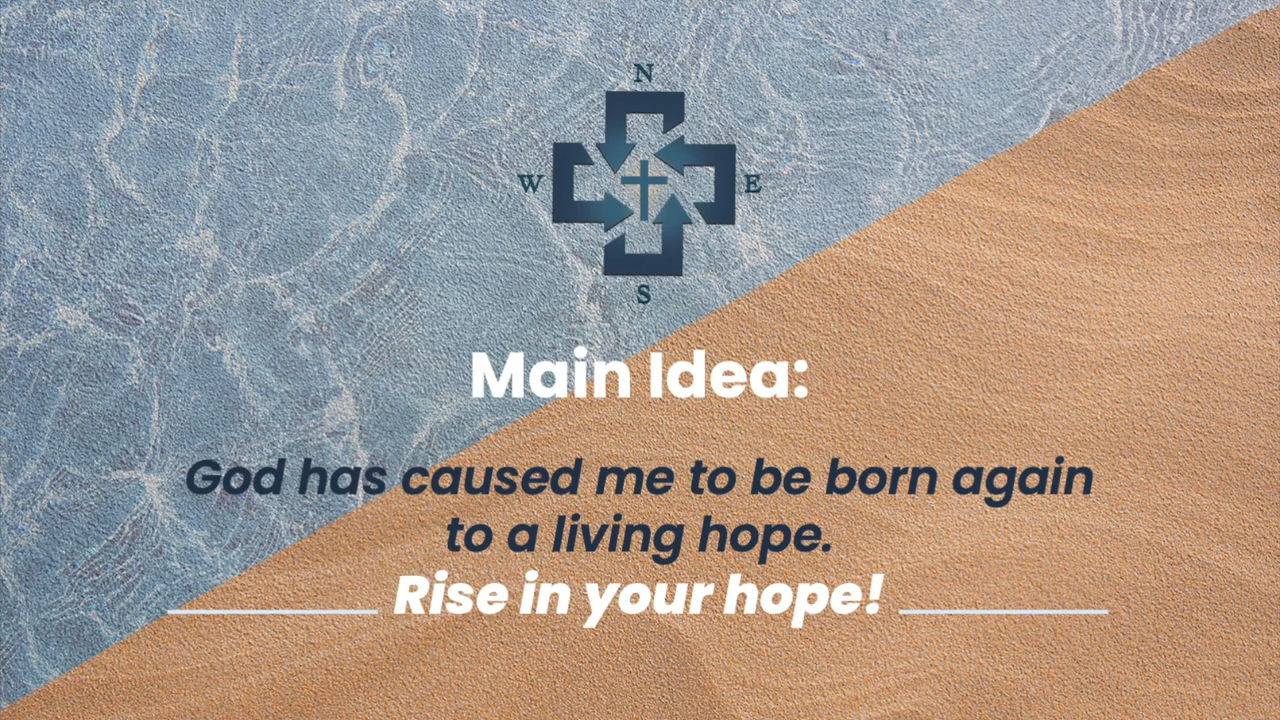 N
W E
S
Main Idea:
God has caused me to be born again
to a living hope.
Rise in your hope!